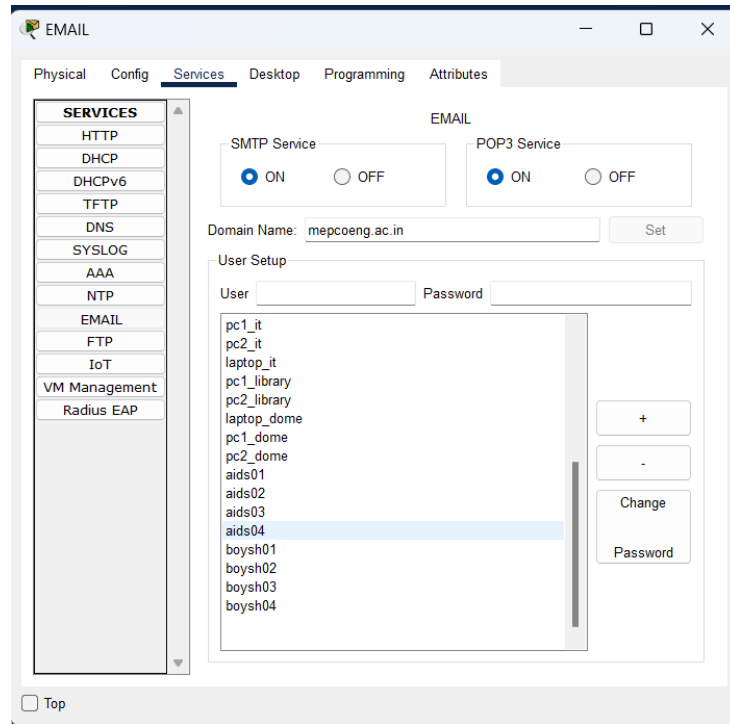 EMAIL
Physical Config Services Desktop Programming Attributes
SERVICES
HTTP
DHCP
DHCPv6
TFTP
DNS
SYSLOG
AAA
NTP
EMAIL
FTP
IoT
VM Management
Radius EAP
EMAIL
SMTP Service
ON OFF
POP3 Service
ON OFF
Domain Name: mepcoeng.ac.in Set
User Setup
User Password
pc1_it
pc2_it
laptop_it
pc1_library
pc2_library
laptop_dome
pc1_dome
pc2_dome
aids01
aids02
aids03
aids04
boysh01
boysh02
boysh03
boysh04
+
-
Change
Password
Top